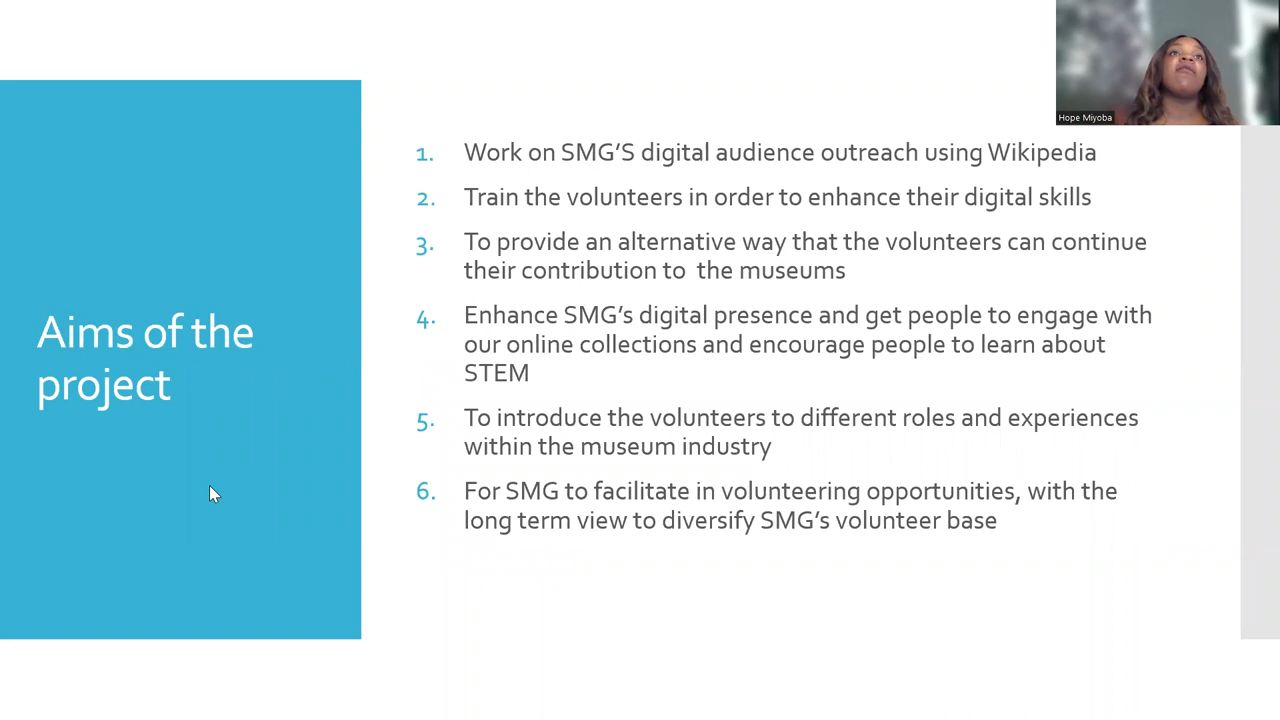 Hope Miyoba
Aims of the
project
1. Work on SMG’S digital audience outreach using Wikipedia
2. Train the volunteers in order to enhance their digital skills
3. To provide an alternative way that the volunteers can continue
their contribution to  the museums
4. Enhance SMG’s digital presence and get people to engage with
our online collections and encourage people to learn about
STEM
5. To introduce the volunteers to different roles and experiences
within the museum industry
6. For SMG to facilitate in volunteering opportunities, with the
long term view to diversify SMG’s volunteer base